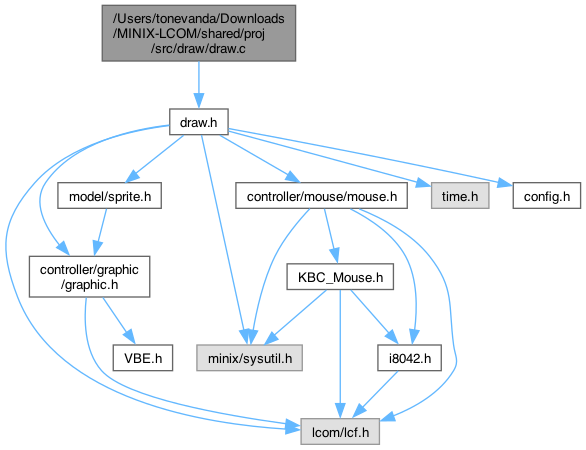 /Users/tonevanda/Downloads
/MINIX-LCOM/shared/proj
/src/draw/draw.c
draw.h
model/sprite.h
controller/mouse/mouse.h
time.h
config.h
controller/graphic
/graphic.h
KBC_Mouse.h
VBE.h
minix/sysutil.h
i8042.h
lcom/lcf.h